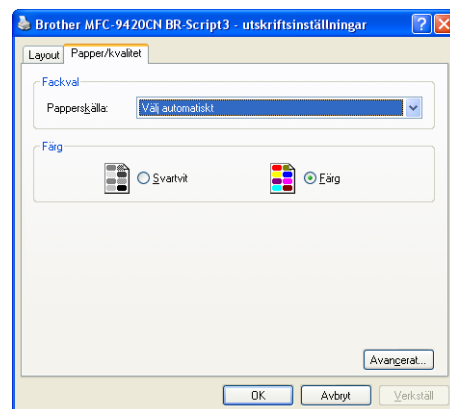 Brother MFC-9420CN BR-Script3 - utskriftsinställningar
Layout Papper/kvalitet
Fackval
Papperskälla: Välj automatiskt
Färg
Svartvit Färg
Avancerat...
OK Avbryt Verkställ